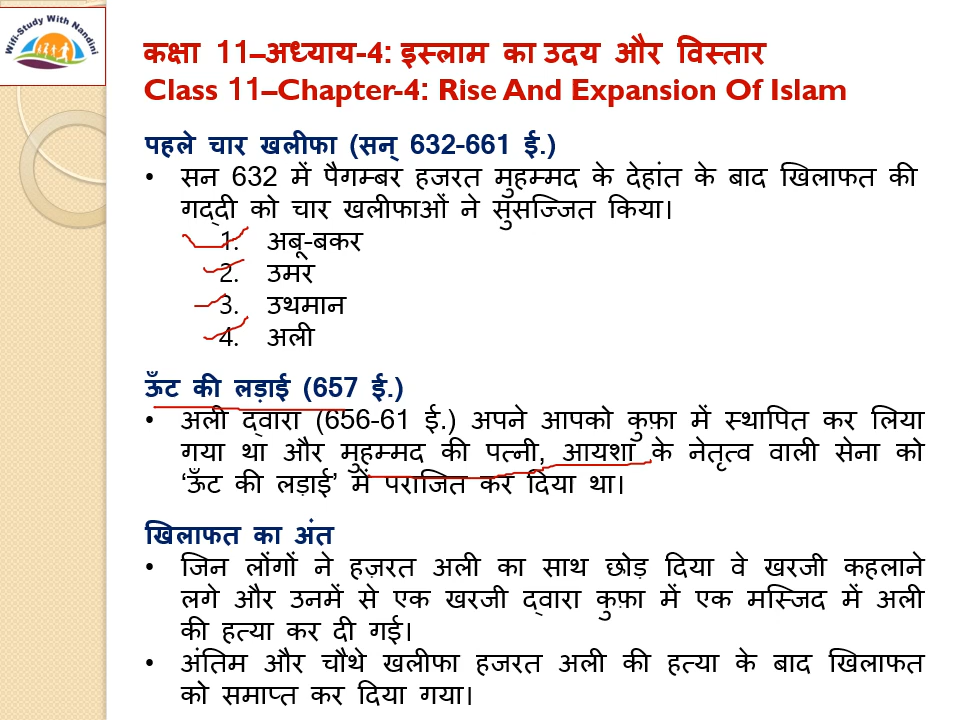 Wifi-Study With Nandini
कक्षा 11–अध्याय-4: इस्लाम का उदय और विस्तार
Class 11–Chapter-4: Rise And Expansion Of Islam
पहले चार खलीफा (सन् 632-661 ई.)
• सन 632 में पैगम्बर हजरत मुहम्मद के देहांत के बाद खिलाफत की
गद्दी को चार खलीफाओं ने सुसज्जित किया।
1. अबू-बकर
2. उमर
3. उथमान
4. अली
ऊँट की लड़ाई (657 ई.)
• अली द्वारा (656-61 ई.) अपने आपको कुफ़ा में स्थापित कर लिया
गया था और मुहम्मद की पत्नी, आयशा के नेतृत्व वाली सेना को
‘ऊँट की लड़ाई’ में पराजित कर दिया था।
खिलाफत का अंत
• जिन लोंगों ने हज़रत अली का साथ छोड़ दिया वे खरजी कहलाने
लगे और उनमें से एक खरजी द्वारा कुफ़ा में एक मस्जिद में अली
की हत्या कर दी गई।
• अंतिम और चौथे खलीफा हजरत अली की हत्या के बाद खिलाफत
को समाप्त कर दिया गया।